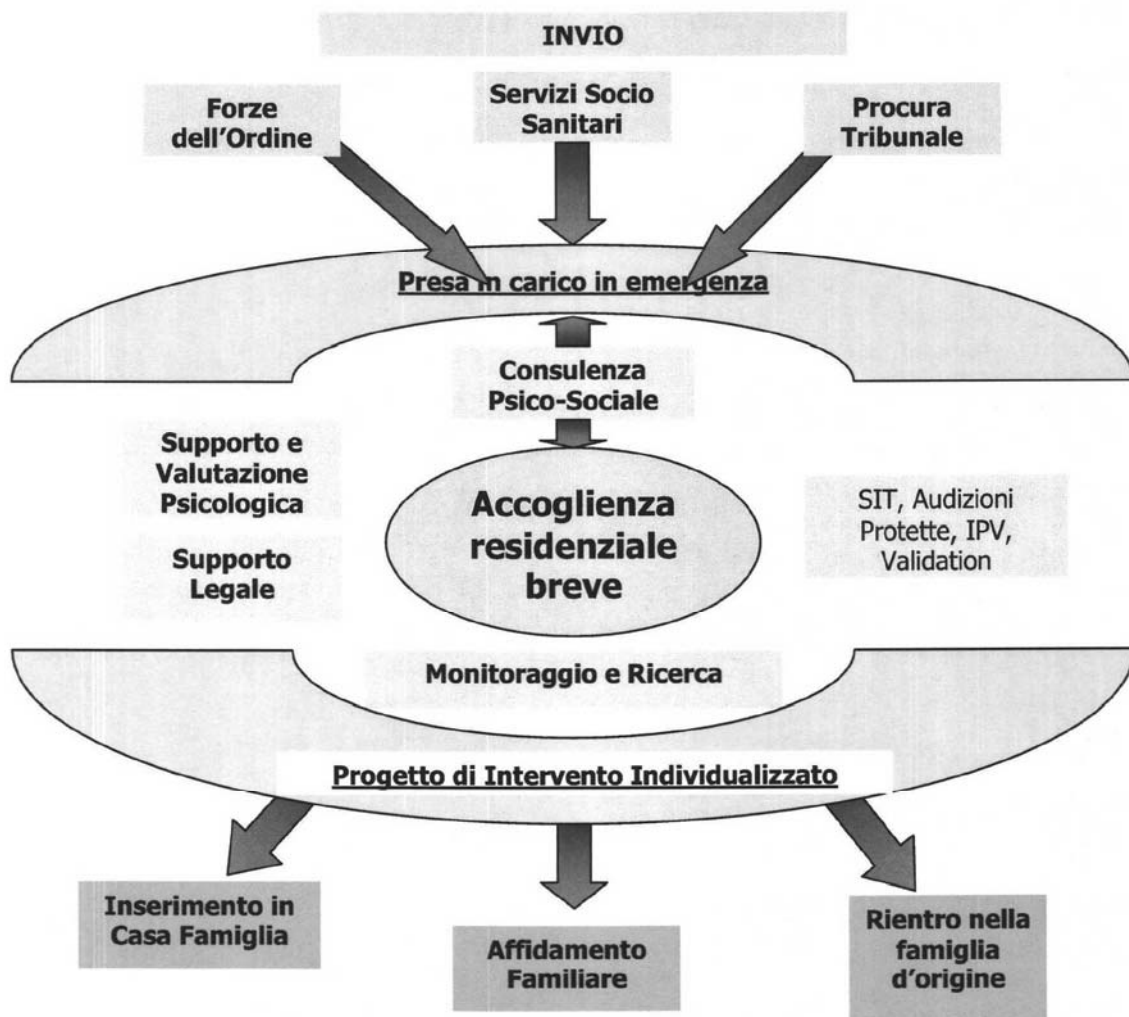 INVIO
Forze
dell'Ordine
Servizi Socio
Sanitari
Procura
Tribunale
Presa in carico in emergenza
Consulenza
Psico-Sociale
Supporto e
Valutazione
Psicologica
Supporto
Legale
Accoglienza
residenziale
breve
SIT, Audizioni
Protette, IPV,
Validation
Monitoraggio e Ricerca
Progetto di Intervento Individualizzato
Inserimento in
Casa Famiglia
Affidamento
Familiare
Rientro nella
famiglia
d'origine